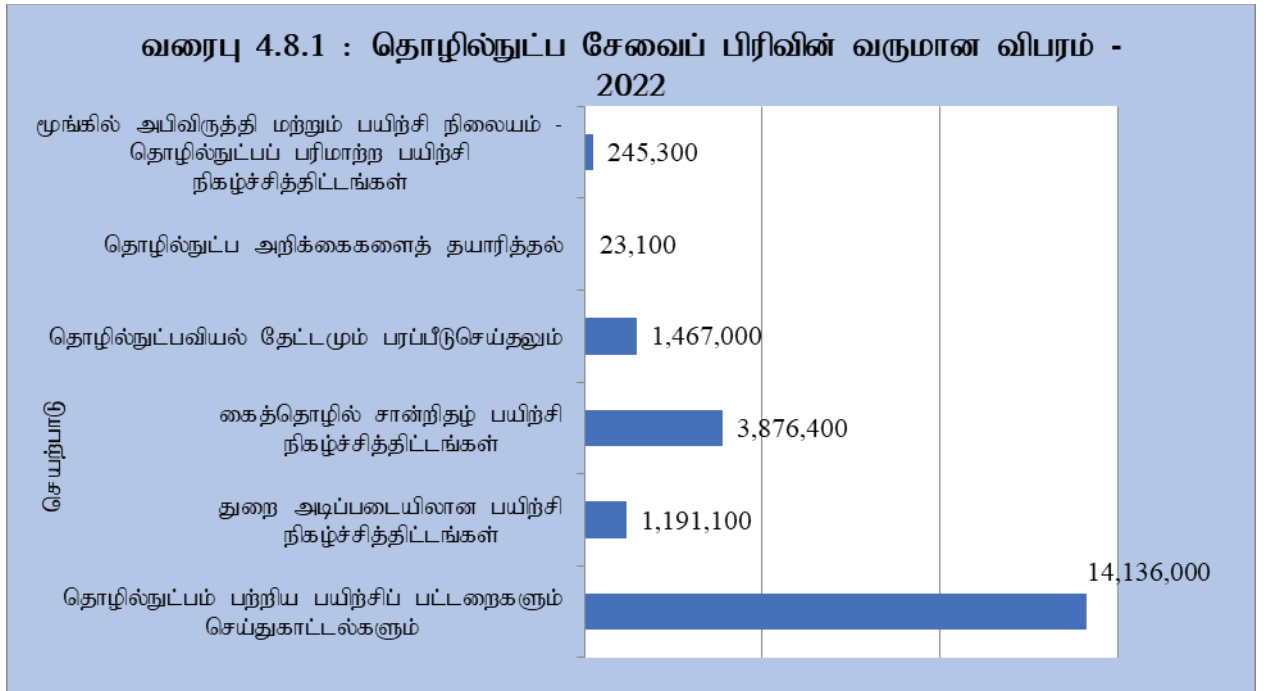 வரைபு 4.8.1 : தொழில்நுட்ப சேவைப் பிரிவின் வருமான விபரம் -
2022
மூங்கில் அபிவிருத்தி மற்றும் பயிற்சி நிலையம் -
தொழில்நுட்பப் பரிமாற்ற பயிற்சி
நிகழ்ச்சித்திட்டங்கள்
245,300
தொழில்நுட்ப அறிக்கைகளைத் தயாரித்தல்
23,100
தொழில்நுட்பவியல் தேட்டமும் பரப்பீடுசெய்தலும்
1,467,000
செயற்பாடு
கைத்தொழில் சான்றிதழ் பயிற்சி
நிகழ்ச்சித்திட்டங்கள்
3,876,400
துறை அடிப்படையிலான பயிற்சி
நிகழ்ச்சித்திட்டங்கள்
1,191,100
தொழில்நுட்பம் பற்றிய பயிற்சிப் பட்டறைகளும்
செய்துகாட்டல்களும்
14,136,000